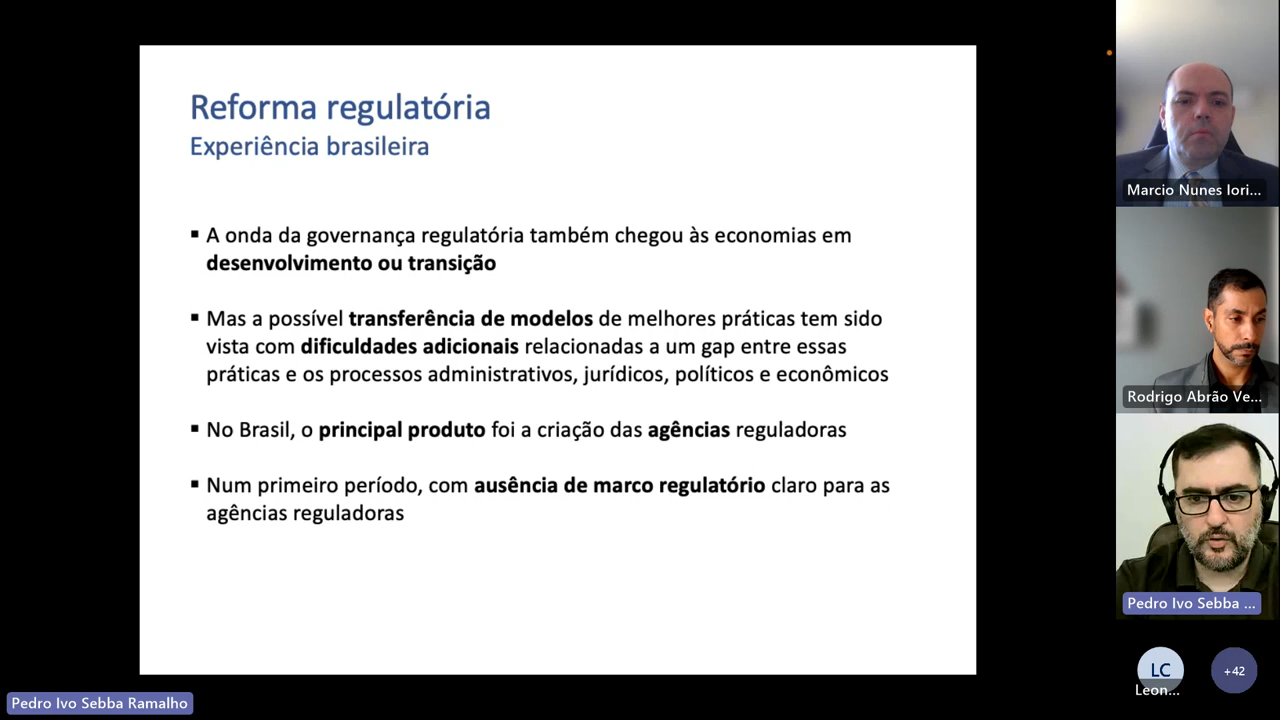 Reforma regulatória
Experiência brasileira
▪ A onda da governança regulatória também chegou às economias em
desenvolvimento ou transição
▪ Mas a possível transferência de modelos de melhores práticas tem sido
vista com dificuldades adicionais relacionadas a um gap entre essas
práticas e os processos administrativos, jurídicos, políticos e econômicos
▪ No Brasil, o principal produto foi a criação das agências reguladoras
▪ Num primeiro período, com ausência de marco regulatório claro para as
agências reguladoras
Marcio Nunes Iori...
Rodrigo Abrão Ve...
Pedro Ivo Sebba ...
LC
+42
Leon...
Pedro Ivo Sebba Ramalho